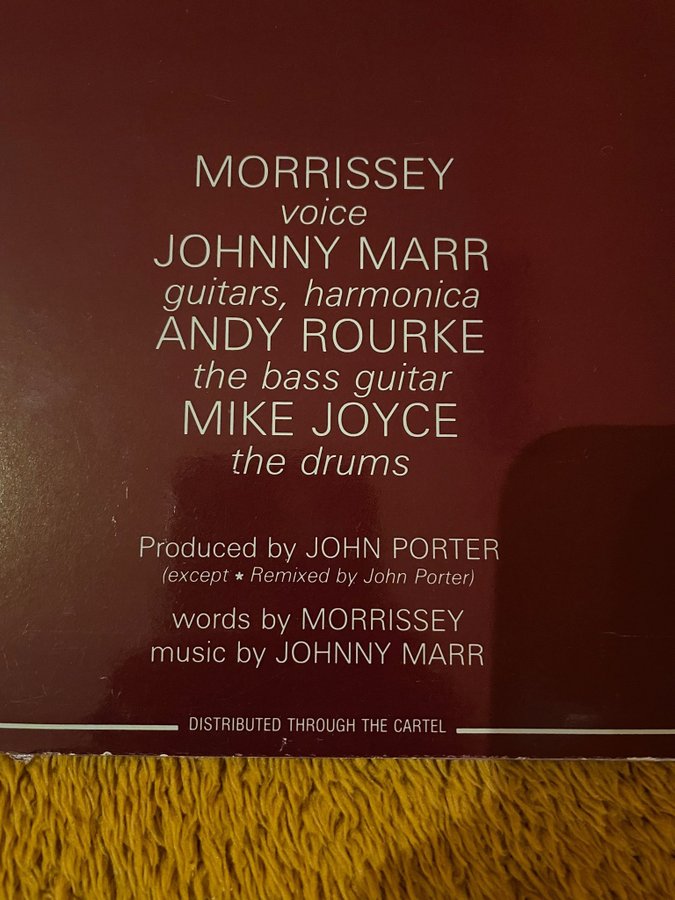 MORRISSEY
voice
JOHNNY MARR
guitars, harmonica
ANDY ROURKE
the bass guitar
MIKE JOYCE
the drums
Produced by JOHN PORTER
(except * Remixed by John Porter)
words by MORRISSEY
music by JOHNNY MARR
DISTRIBUTED THROUGH THE CARTEL